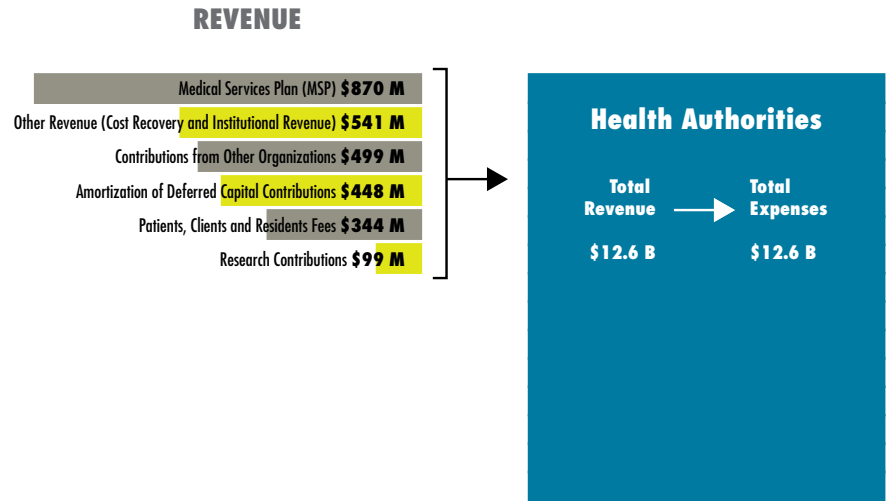 REVENUE
Medical Services Plan (MSP) $870 M
Other Revenue (Cost Recovery and Institutional Revenue) $541 M
Contributions from Other Organizations $499 M
Amortization of Deferred Capital Contributions $448 M
Patients, Clients and Residents Fees $344 M
Research Contributions $99 M
Health Authorities
Total Revenue
$12.6 B
Total Expenses
$12.6 B